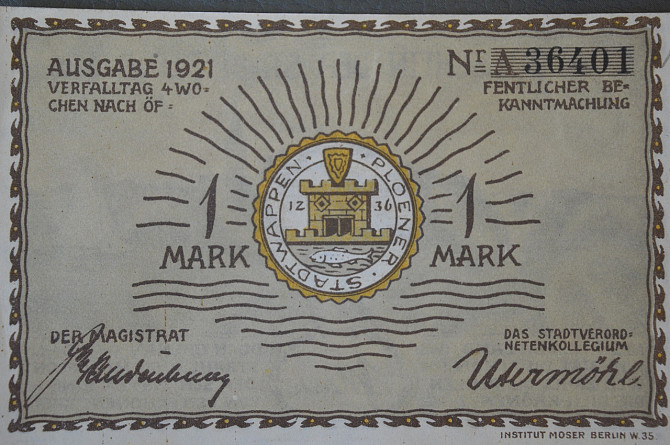 AUSGABE 1921
VERFALLTAG 4 WO-
CHEN NACH ÖF-
Nr A 36401
FENTLICHER BE-
KANNTMACHUNG
1 MARK
PLOENER · STADTWAPPEN ·
12 36
1 MARK
DER MAGISTRAT
DAS STADTVERORD-
NETENKOLLEGIUM
Usermöhl.
INSTITUT MOSER BERLIN W. 35